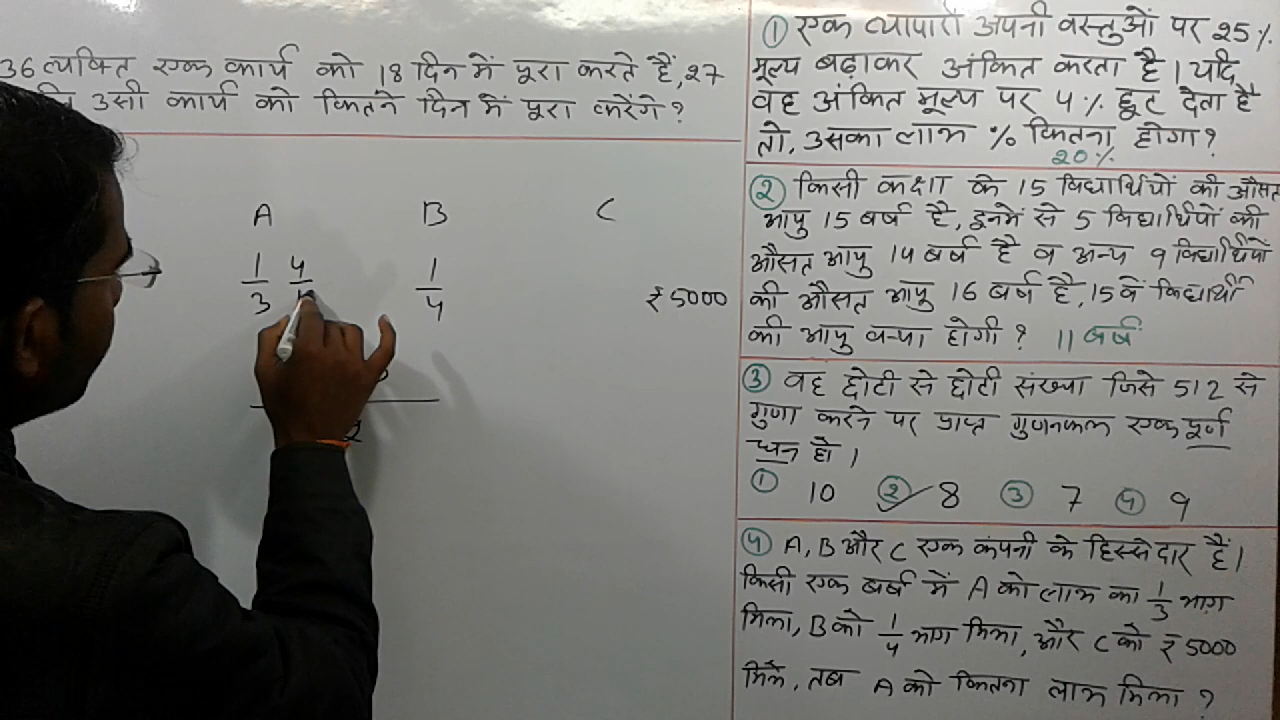 36 व्यक्ति एक कार्य को 18 दिन में पूरा करते हैं, 27
उसी कार्य को कितने दिन में पूरा करेंगे?
A B C
1/3 4/ 1/4 ₹5000
① एक व्यापारी अपनी वस्तुओं पर 25%
मूल्य बढ़ाकर अंकित करता है। यदि
वह अंकित मूल्य पर 4% छूट देता है
तो, उसका लाभ % कितना होगा?
20%
② किसी कक्षा के 15 विद्यार्थियों की औसत
आयु 15 वर्ष है, इनमें से 5 विद्यार्थियों की
औसत आयु 14 वर्ष है व अन्य 9 विद्यार्थियों
की औसत आयु 16 वर्ष है, 15 वें विद्यार्थी
की आयु क्या होगी? 11 वर्ष
③ वह छोटी से छोटी संख्या जिसे 512 से
गुणा करने पर प्राप्त गुणनफल एक पूर्ण
घन हो।
① 10 ② 8 ③ 7 ④ 9
④ A, B और C एक कंपनी के हिस्सेदार हैं।
किसी एक वर्ष में A को लाभ का 1/3 भाग
मिला, B को 1/4 भाग मिला, और C को ₹5000
मिले, तब A को कितना लाभ मिला?